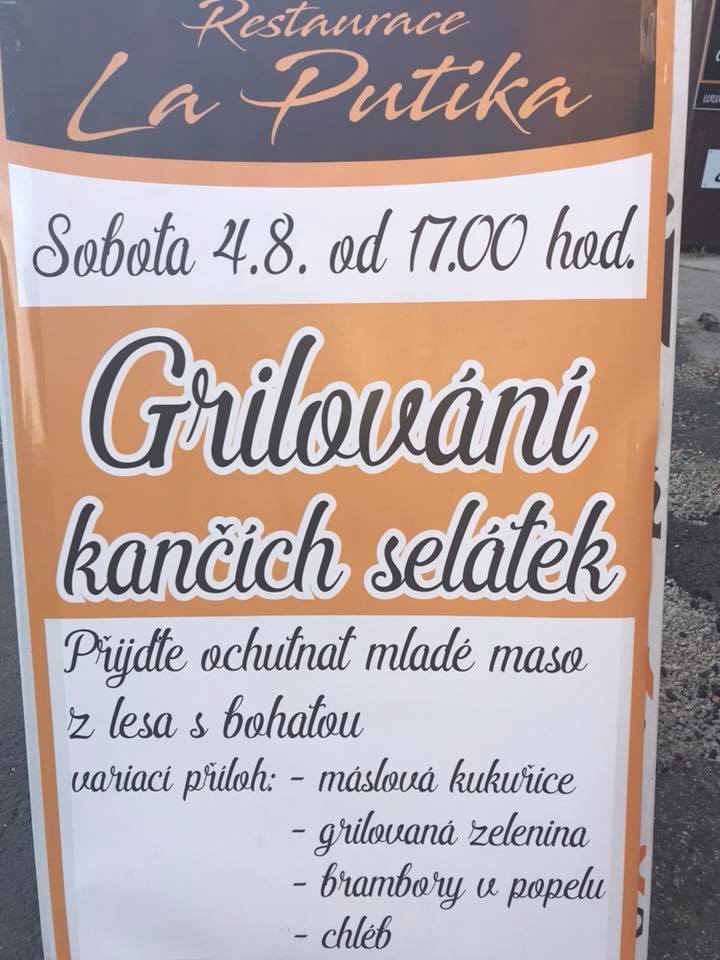 Restaurace
La Putika
Sobota 4.8. od 17.00 hod.
Grilování
kančích selátek
Přijďte ochutnat mladé maso
z lesa s bohatou
variací příloh: - máslová kukuřice
- grilovaná zelenina
- brambory v popelu
- chléb